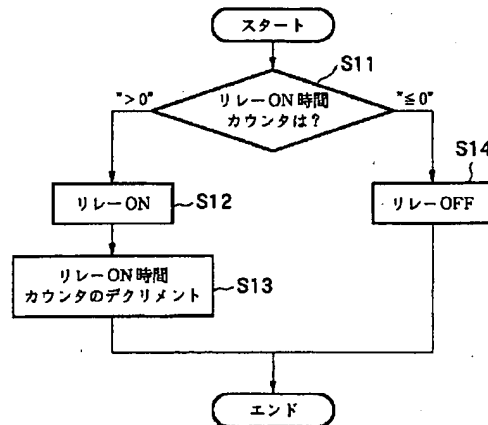 スタート
S11
">0"
リレーON時間
カウンタは?
"≦0"
S14
リレーON
S12
リレーOFF
リレーON時間
カウンタのデクリメント
S13
エンド